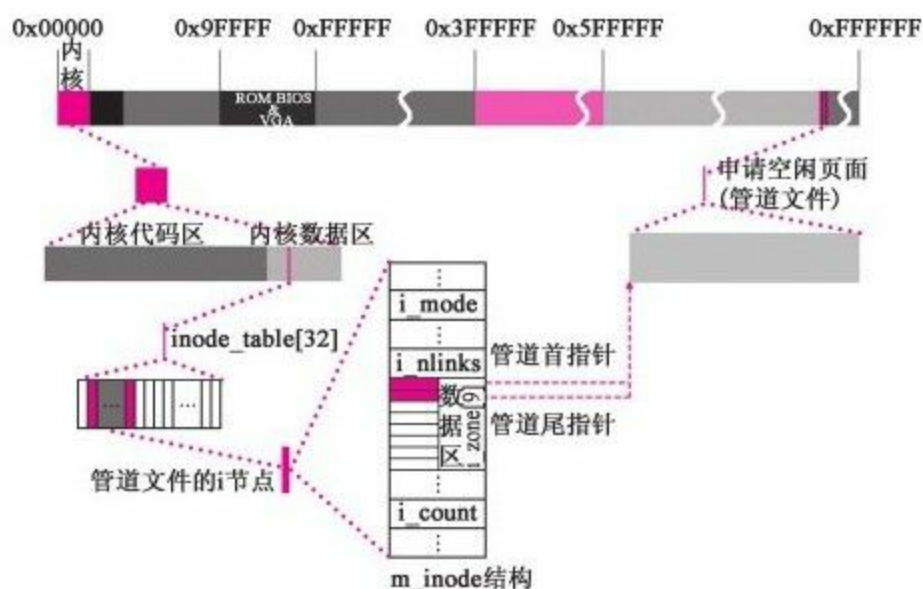 0x00000 0x9FFFF 0xFFFFF 0x3FFFFF 0x5FFFFF 0xFFFFFF
内核
ROM BIOS
&
VGA
申请空闲页面
(管道文件)
内核代码区 内核数据区
⋮
i_mode
⋮
inode_table[32]
i_nlinks
管道首指针
数据区
i_zone[9]
管道尾指针
... ...
管道文件的i节点
⋮
i_count
⋮
m_inode结构